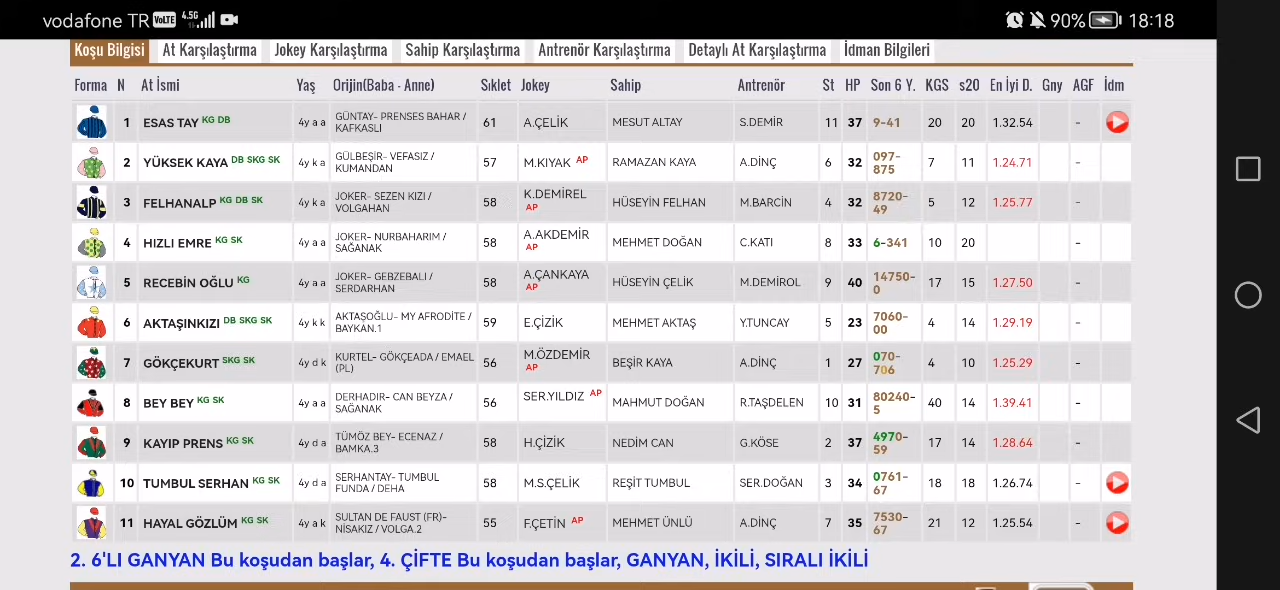 vodafone TR VoLTE 4.5G 90% 18:18
Koşu Bilgisi At Karşılaştırma Jokey Karşılaştırma Sahip Karşılaştırma Antrenör Karşılaştırma Detaylı At Karşılaştırma İdman Bilgileri
Forma N At İsmi Yaş Orijin(Baba - Anne) Sıklet Jokey Sahip Antrenör St HP Son 6 Y. KGS s20 En İyi D. Gny AGF İdm
1 ESAS TAY KG DB 4y a a GÜNTAY- PRENSES BAHAR / KAFKASLI 61 A.ÇELİK MESUT ALTAY S.DEMİR 11 37 9-41 20 20 1.32.54 -
2 YÜKSEK KAYA DB SKG SK 4y k a GÜLBEŞİR- VEFASIZ / KUMANDAN 57 M.KIYAK AP RAMAZAN KAYA A.DİNÇ 6 32 097-875 7 11 1.24.71 -
3 FELHANALP KG DB SK 4y k a JOKER- SEZEN KIZI / VOLGAHAN 58 K.DEMİREL AP HÜSEYİN FELHAN M.BARCİN 4 32 8720-49 5 12 1.25.77 -
4 HIZLI EMRE KG SK 4y a a JOKER- NURBAHARIM / SAĞANAK 58 A.AKDEMİR AP MEHMET DOĞAN C.KATI 8 33 6-341 10 20 -
5 RECEBİN OĞLU KG 4y a a JOKER- GEBZEBALI / SERDARHAN 58 A.ÇANKAYA AP HÜSEYİN ÇELİK M.DEMİROL 9 40 14750-0 17 15 1.27.50 -
6 AKTAŞINKIZI DB SKG SK 4y k k AKTAŞOĞLU- MY AFRODİTE / BAYKAN.1 59 E.ÇİZİK MEHMET AKTAŞ Y.TUNCAY 5 23 7060-00 4 14 1.29.19 -
7 GÖKÇEKURT SKG SK 4y d k KURTEL- GÖKÇEADA / EMAEL (PL) 56 M.ÖZDEMİR AP BEŞİR KAYA A.DİNÇ 1 27 070-706 4 10 1.25.29 -
8 BEY BEY KG SK 4y a a DERHADIR- CAN BEYZA / SAĞANAK 56 SER.YILDIZ AP MAHMUT DOĞAN R.TAŞDELEN 10 31 80240-5 40 14 1.39.41 -
9 KAYIP PRENS KG SK 4y d a TÜMÖZ BEY- ECENAZ / BAMKA.3 58 H.ÇİZİK NEDİM CAN G.KÖSE 2 37 4970-59 17 14 1.28.64 -
10 TUMBUL SERHAN KG SK 4y d a SERHANTAY- TUMBUL FUNDA / DEHA 58 M.S.ÇELİK REŞİT TUMBUL SER.DOĞAN 3 34 0761-67 18 18 1.26.74 -
11 HAYAL GÖZLÜM KG SK 4y a k SULTAN DE FAUST (FR)- NİSAKIZ / VOLGA.2 55 F.ÇETİN AP MEHMET ÜNLÜ A.DİNÇ 7 35 7530-67 21 12 1.25.54 -
2. 6'LI GANYAN Bu koşudan başlar, 4. ÇİFTE Bu koşudan başlar, GANYAN, İKİLİ, SIRALI İKİLİ